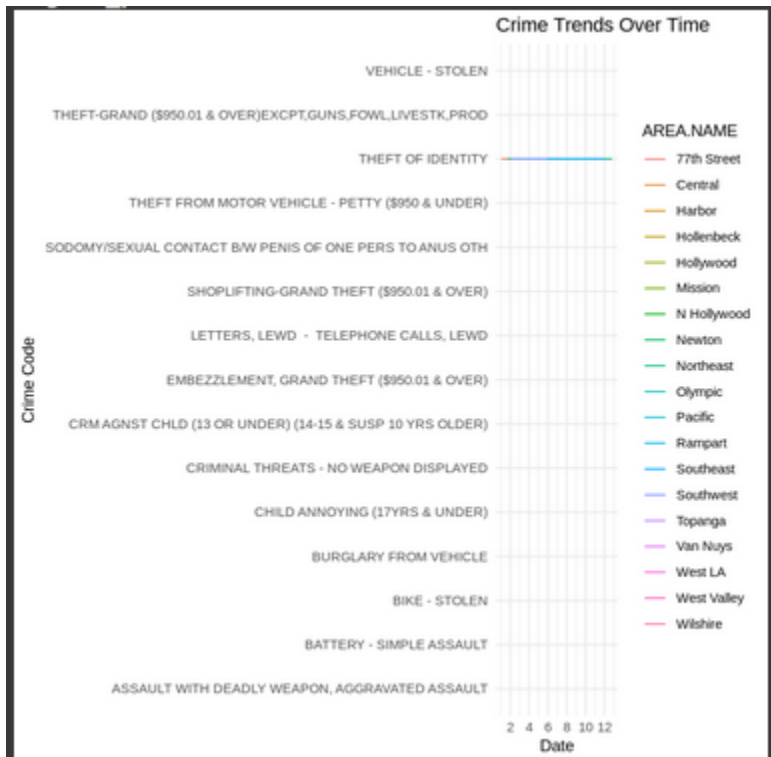 Crime Trends Over Time
VEHICLE - STOLEN
THEFT-GRAND ($950.01 & OVER)EXCPT,GUNS,FOWL,LIVESTK,PROD
THEFT OF IDENTITY
THEFT FROM MOTOR VEHICLE - PETTY ($950 & UNDER)
SODOMY/SEXUAL CONTACT B/W PENIS OF ONE PERS TO ANUS OTH
SHOPLIFTING-GRAND THEFT ($950.01 & OVER)
LETTERS, LEWD - TELEPHONE CALLS, LEWD
EMBEZZLEMENT, GRAND THEFT ($950.01 & OVER)
CRM AGNST CHLD (13 OR UNDER) (14-15 & SUSP 10 YRS OLDER)
CRIMINAL THREATS - NO WEAPON DISPLAYED
CHILD ANNOYING (17YRS & UNDER)
BURGLARY FROM VEHICLE
BIKE - STOLEN
BATTERY - SIMPLE ASSAULT
ASSAULT WITH DEADLY WEAPON, AGGRAVATED ASSAULT
Crime Code
2 4 6 8 10 12
Date
AREA.NAME
77th Street
Central
Harbor
Hollenbeck
Hollywood
Mission
N Hollywood
Newton
Northeast
Olympic
Pacific
Rampart
Southeast
Southwest
Topanga
Van Nuys
West LA
West Valley
Wilshire